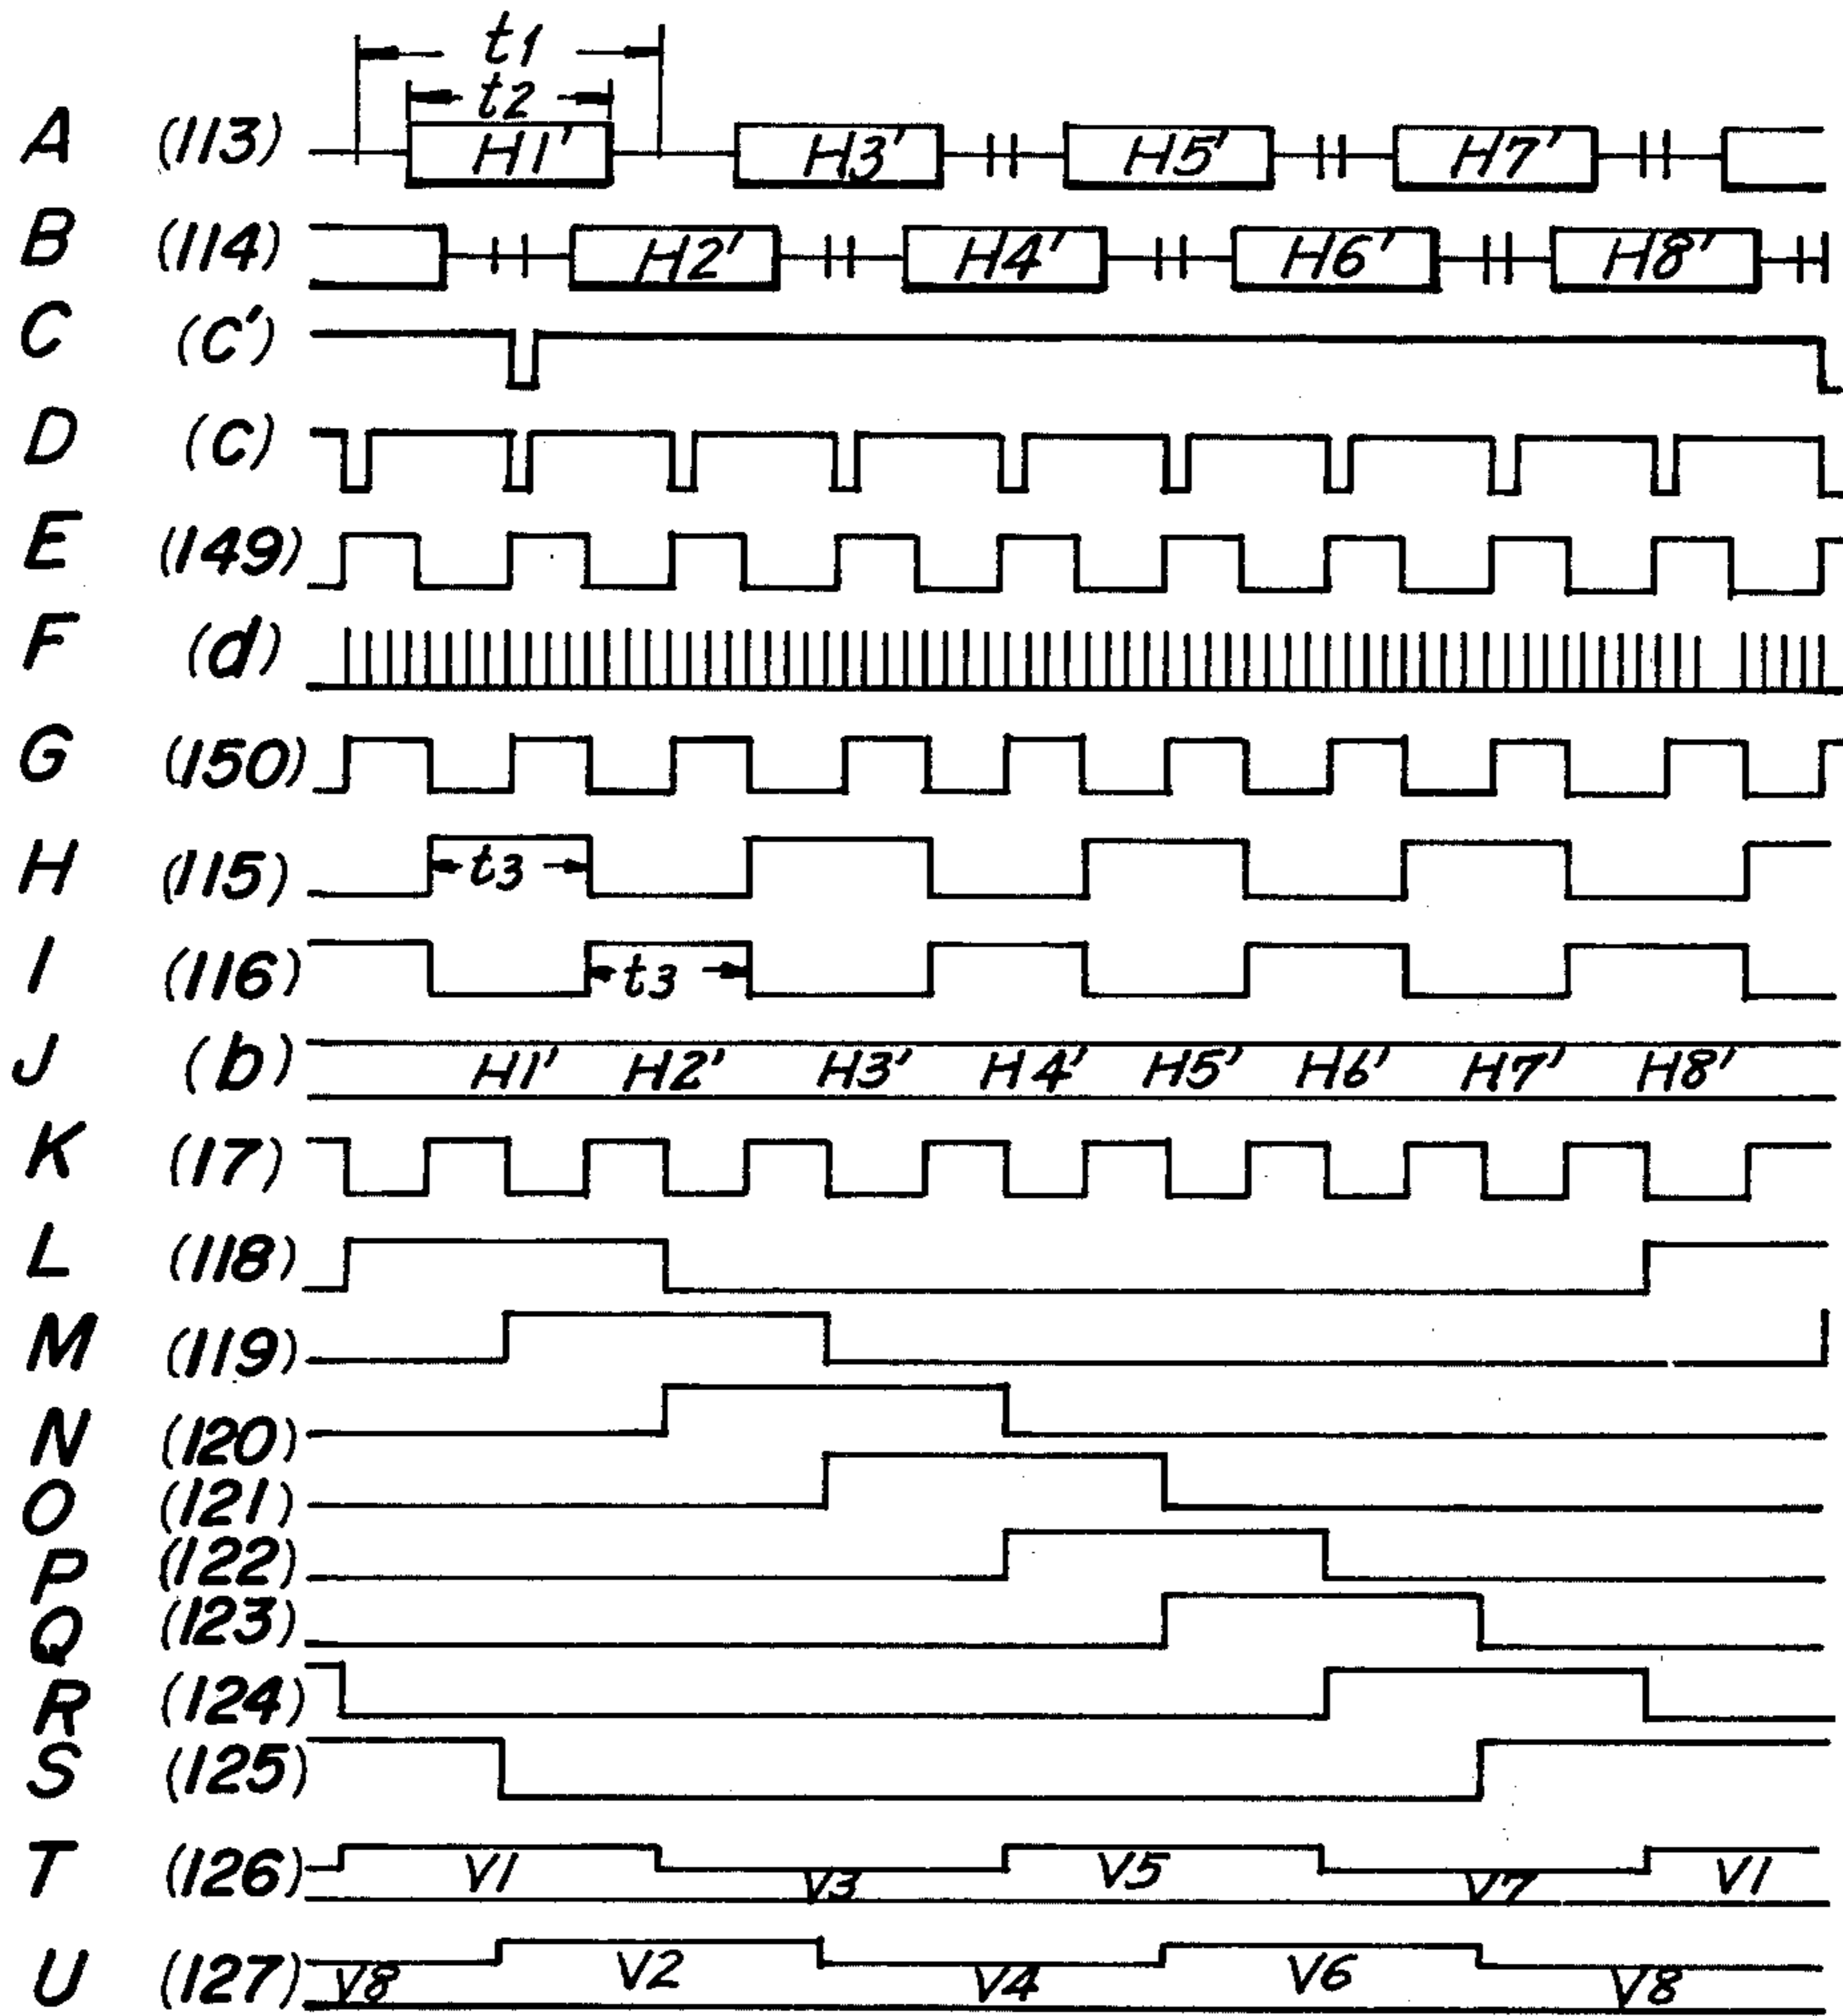 t1
t2
A (113) H1' H3' H5' H7'
B (114) H2' H4' H6' H8'
C (c')
D (c)
E (149)
F (d)
G (150)
H (115) t3
I (116) t3
J (b) H1' H2' H3' H4' H5' H6' H7' H8'
K (17)
L (118)
M (119)
N (120)
O (121)
P (122)
Q (123)
R (124)
S (125)
T (126) V1 V3 V5 V7 V1
U (127) V8 V2 V4 V6 V8